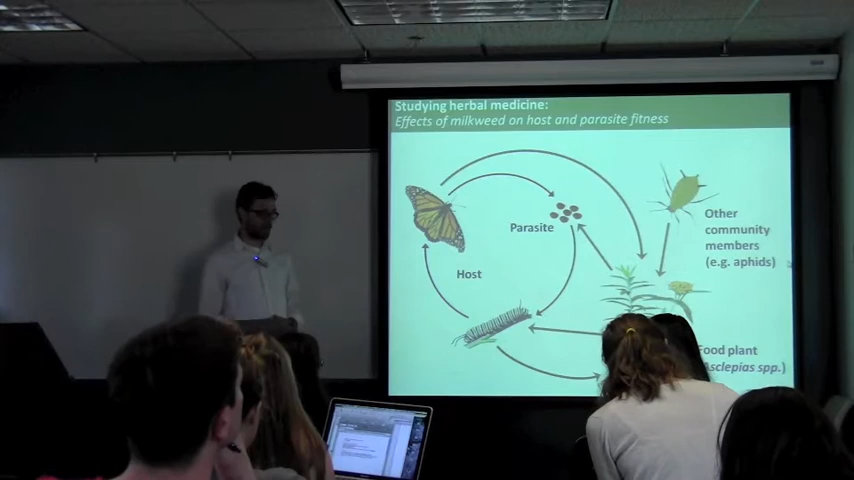 Studying herbal medicine:
Effects of milkweed on host and parasite fitness
Other
community
members
(e.g. aphids)
Parasite
Host
Food plant
Asclepias spp.)